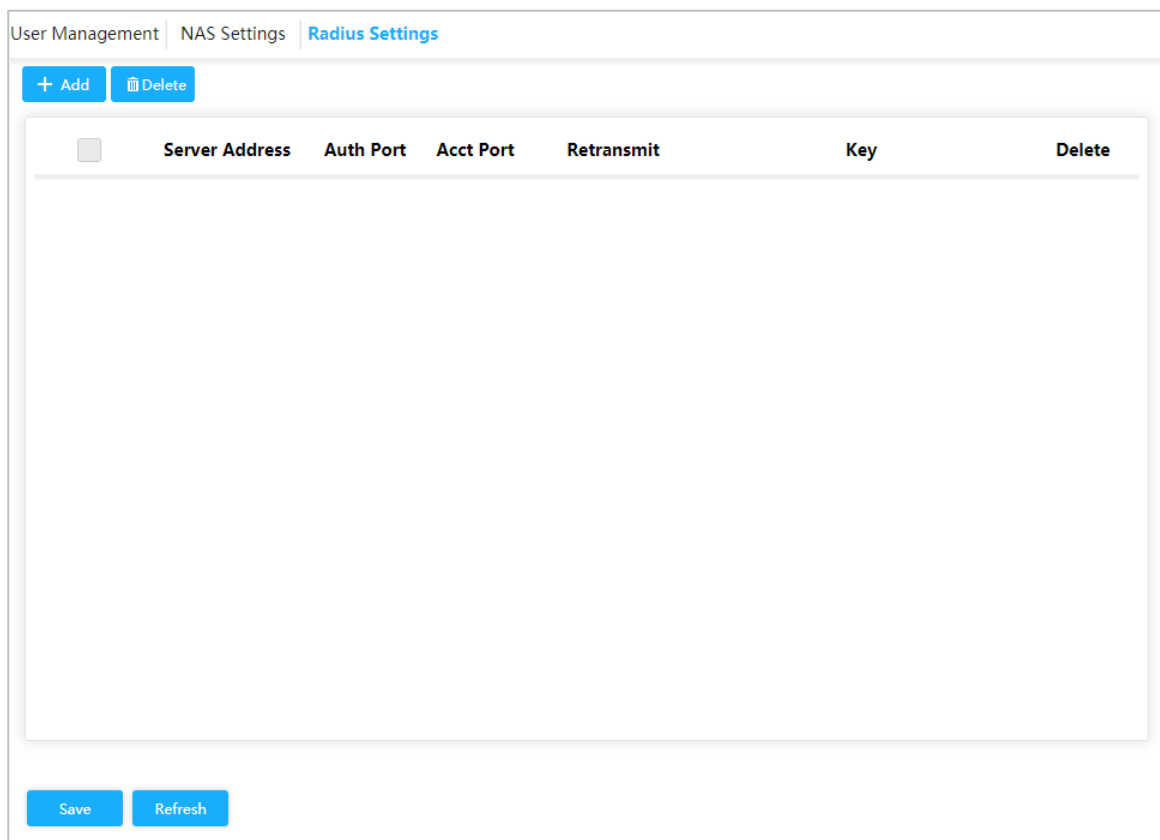 User Management NAS Settings Radius Settings
+ Add Delete
Server Address Auth Port Acct Port Retransmit Key Delete
Save Refresh